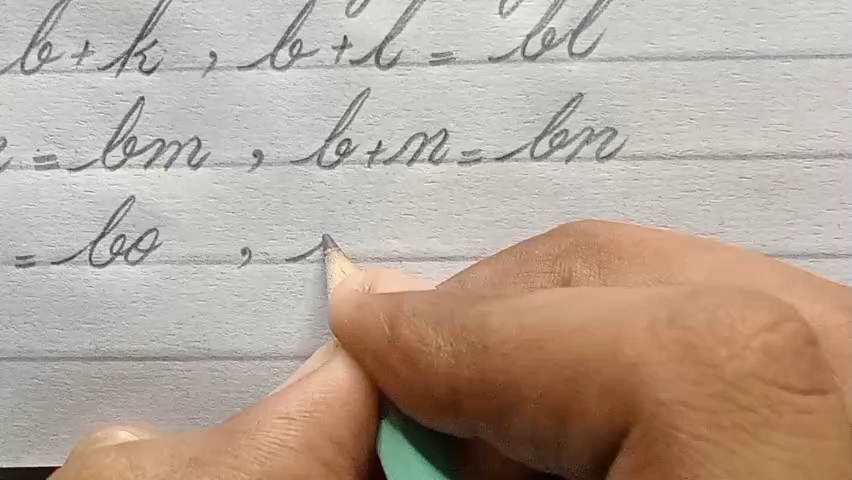 b+k , b+l = bl
= bm , b+n = bn
= bo ,